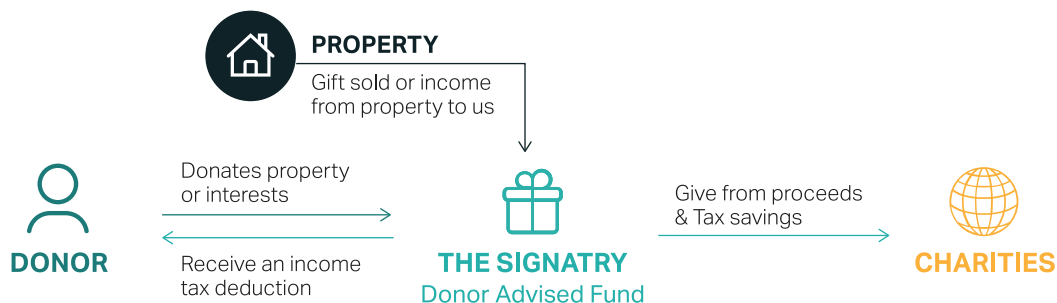 PROPERTY
Gift sold or income
from property to us
Donates property
or interests
Receive an income
tax deduction
DONOR
THE SIGNATRY
Donor Advised Fund
Give from proceeds
& Tax savings
CHARITIES